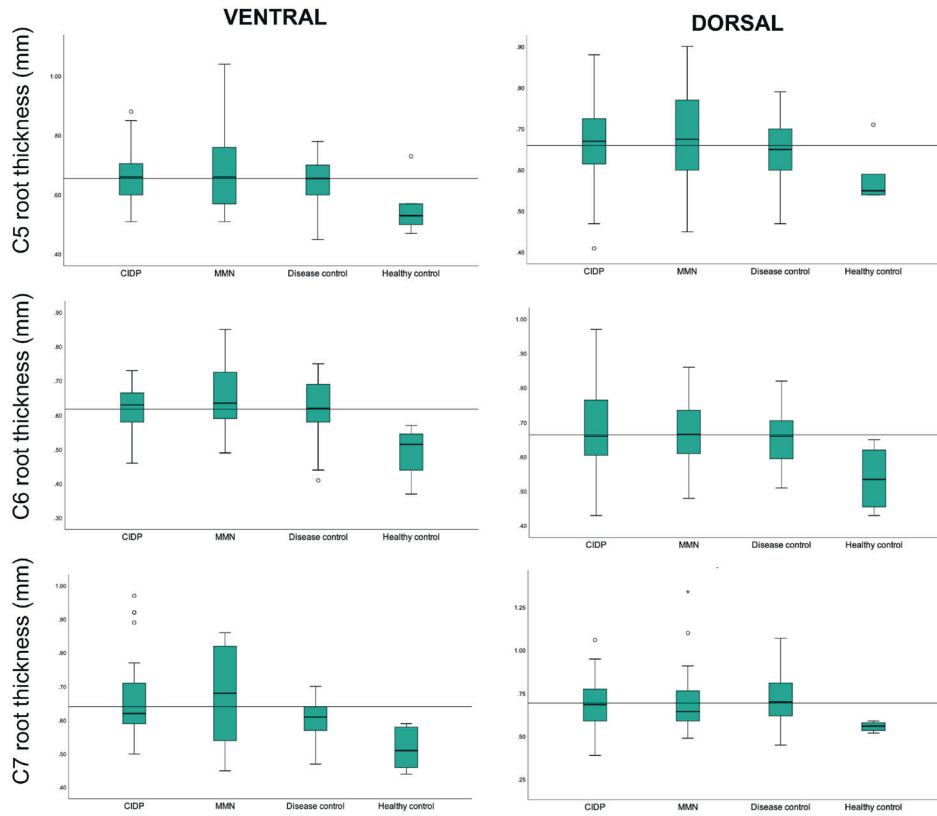 VENTRAL
DORSAL
C5 root thickness (mm)
1.00
.80
.60
.40
CIDP
MMN
Disease control
Healthy control
.90
.80
.70
.60
.50
.40
CIDP
MMN
Disease control
Healthy control
C6 root thickness (mm)
.90
.80
.70
.60
.50
.40
.30
CIDP
MMN
Disease control
Healthy control
1.00
.90
.80
.70
.60
.50
.40
CIDP
MMN
Disease control
Healthy control
C7 root thickness (mm)
1.00
.90
.80
.70
.60
.50
.40
CIDP
MMN
Disease control
Healthy control
1.25
1.00
.75
.50
.25
CIDP
MMN
Disease control
Healthy control